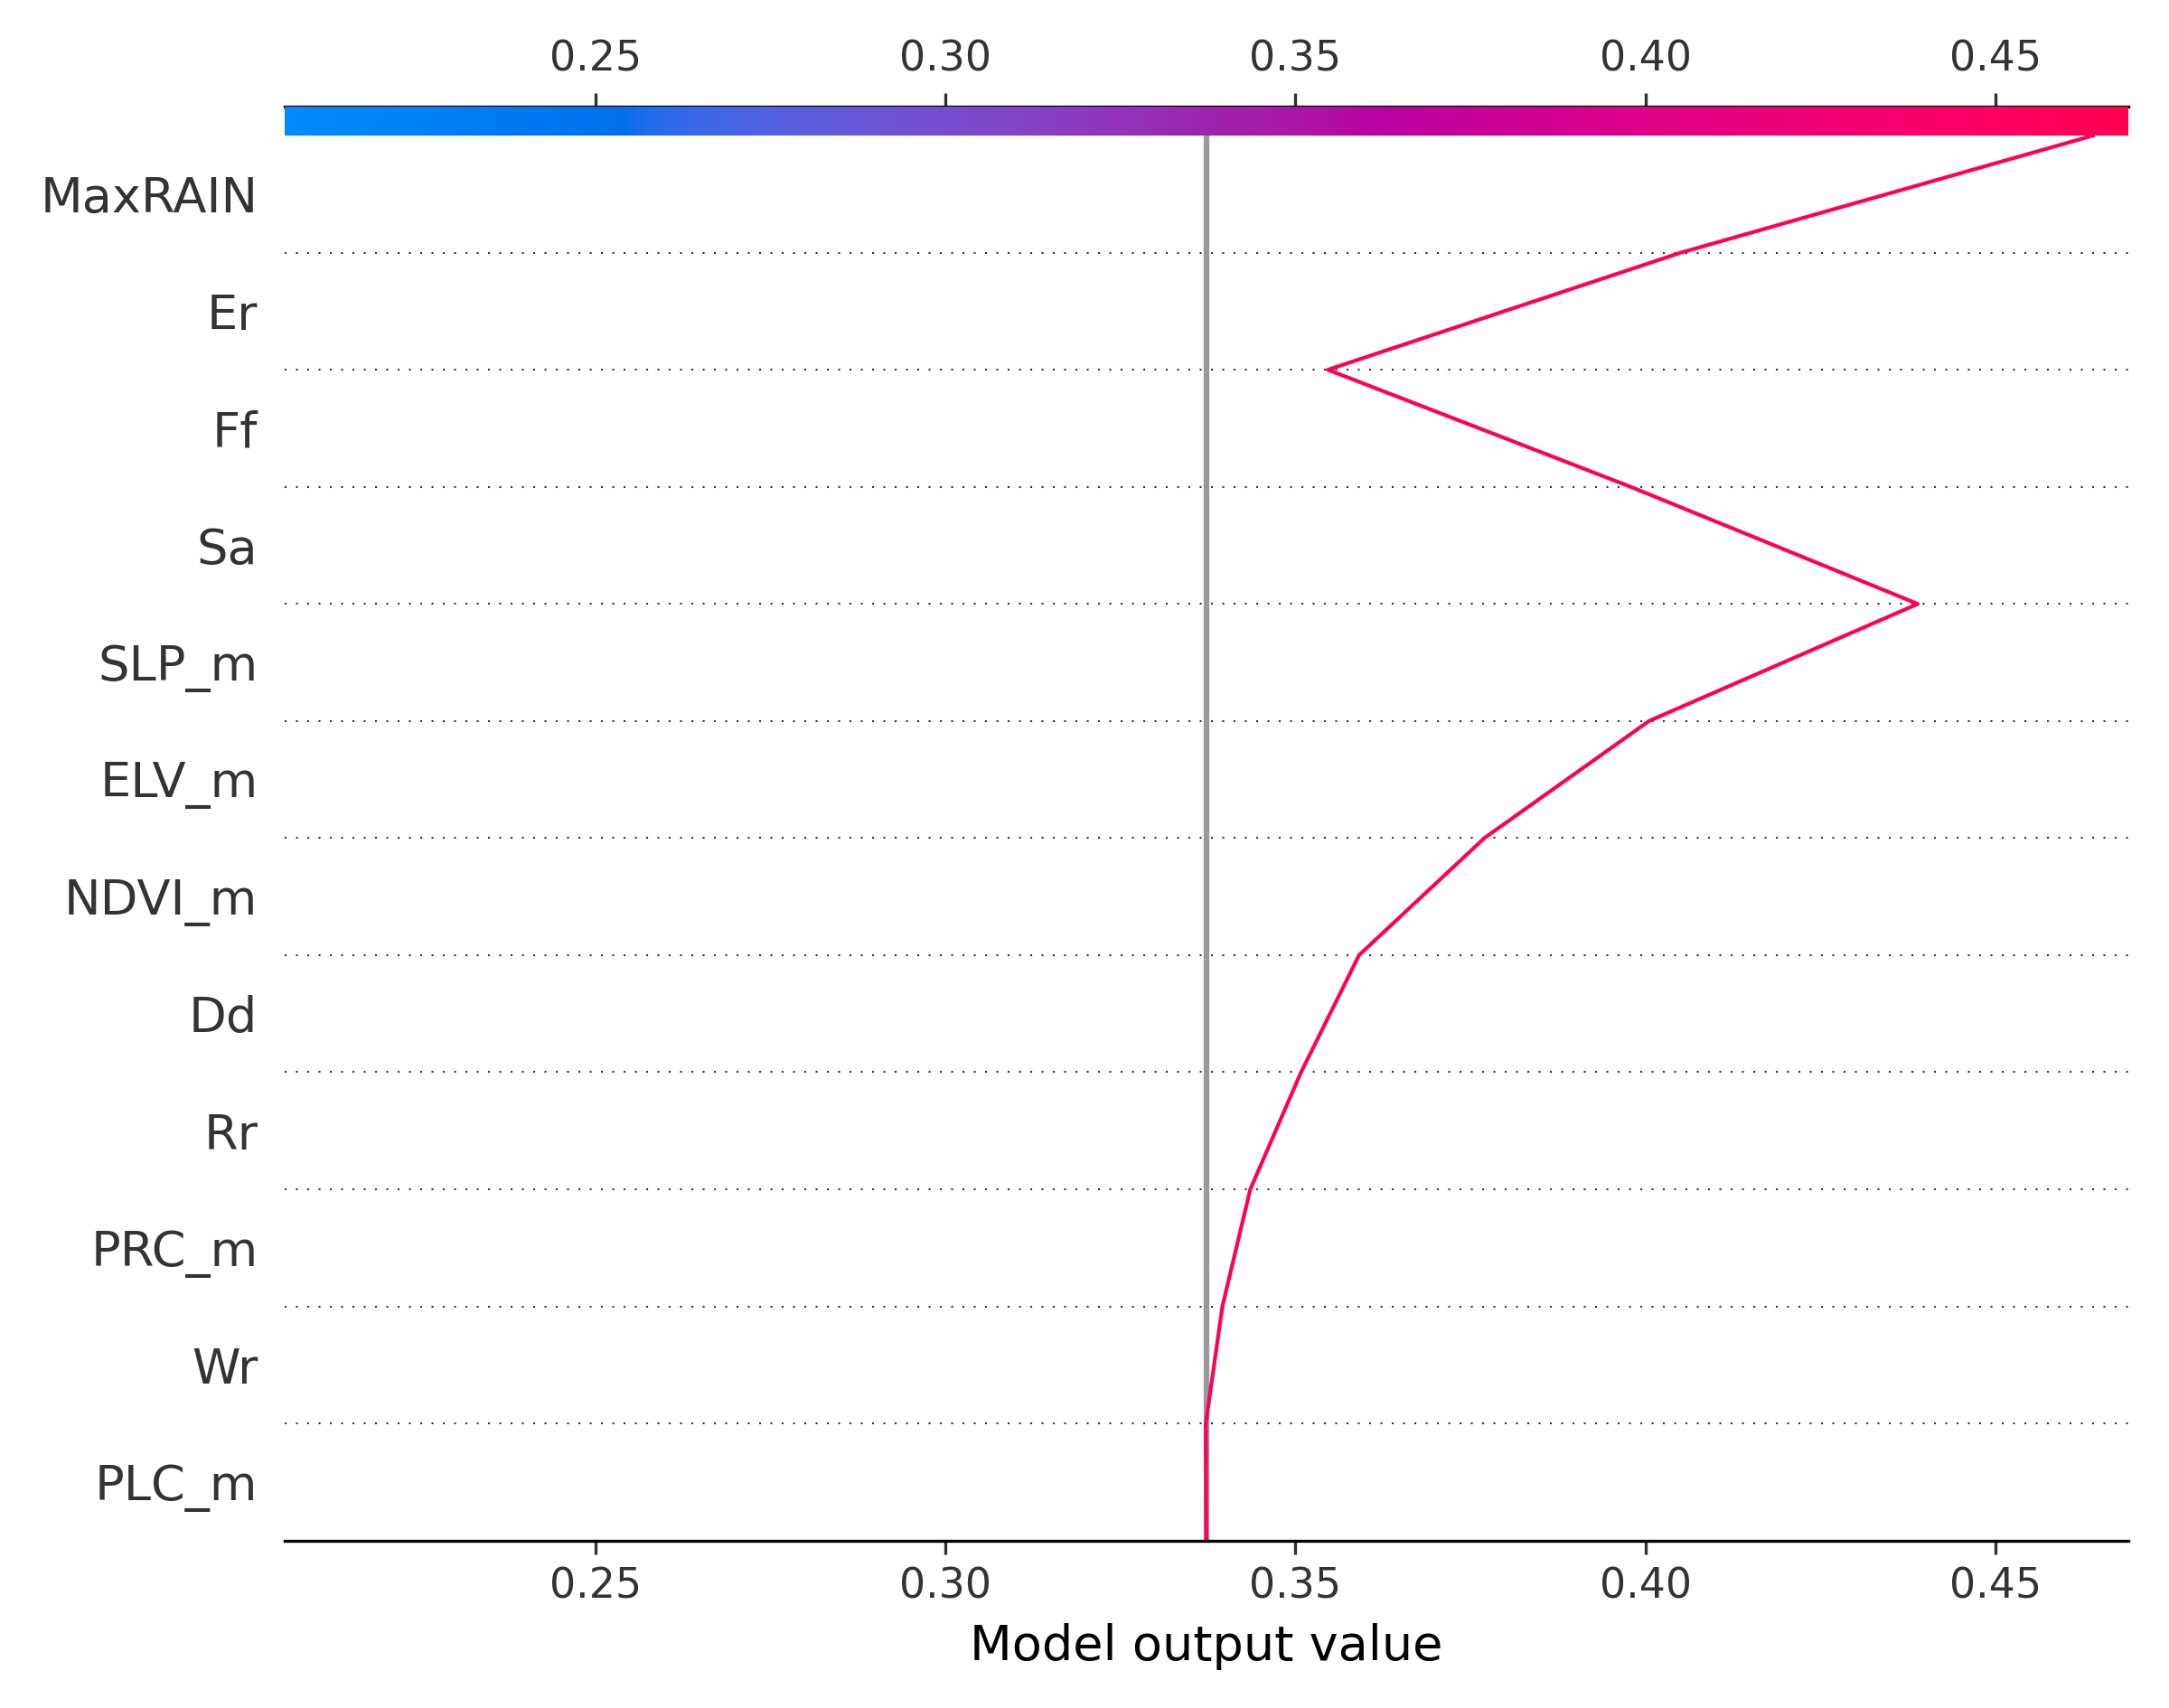 0.25 0.30 0.35 0.40 0.45
MaxRAIN
Er
Ff
Sa
SLP_m
ELV_m
NDVI_m
Dd
Rr
PRC_m
Wr
PLC_m
0.25 0.30 0.35 0.40 0.45
Model output value